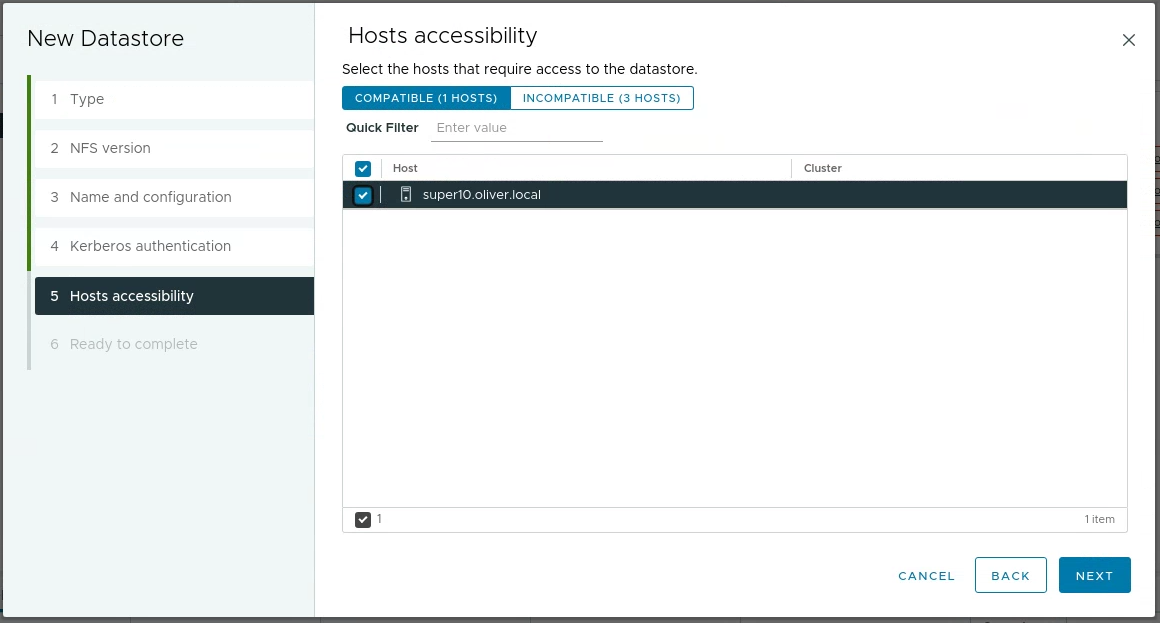 New Datastore
1 Type
2 NFS version
3 Name and configuration
4 Kerberos authentication
5 Hosts accessibility
6 Ready to complete
Hosts accessibility
Select the hosts that require access to the datastore.
COMPATIBLE (1 HOSTS) INCOMPATIBLE (3 HOSTS)
Quick Filter Enter value
Host Cluster
super10.oliver.local
1 1 item
CANCEL BACK NEXT